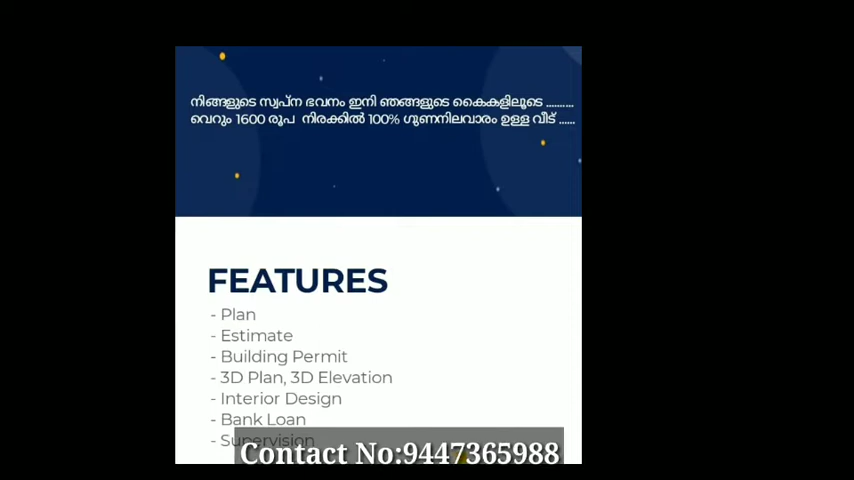 നിങ്ങളുടെ സ്വപ്ന ഭവനം ഇനി ഞങ്ങളുടെ കൈകളിലൂടെ .........
വെറും 1600 രൂപ നിരക്കിൽ 100% ഗുണനിലവാരം ഉള്ള വീട് ......
FEATURES
- Plan
- Estimate
- Building Permit
- 3D Plan, 3D Elevation
- Interior Design
- Bank Loan
- Supervision
Contact No:9447365988